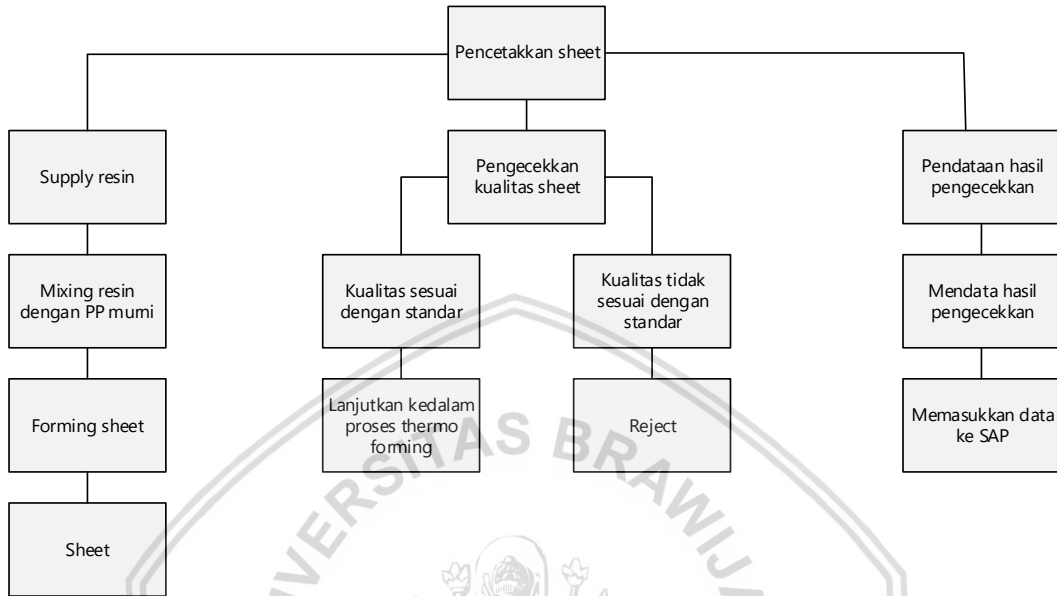 Pencetakkan sheet
Supply resin
Pengecekkan
kualitas sheet
Pendataan hasil
pengecekkan
Mixing resin
dengan PP murni
Kualitas sesuai
dengan standar
Kualitas tidak
sesuai dengan
standar
Mendata hasil
pengecekkan
Forming sheet
Lanjutkan kedalam
proses thermo
forming
Reject
Memasukkan data
ke SAP
Sheet
VERSITAS BRAWIJA